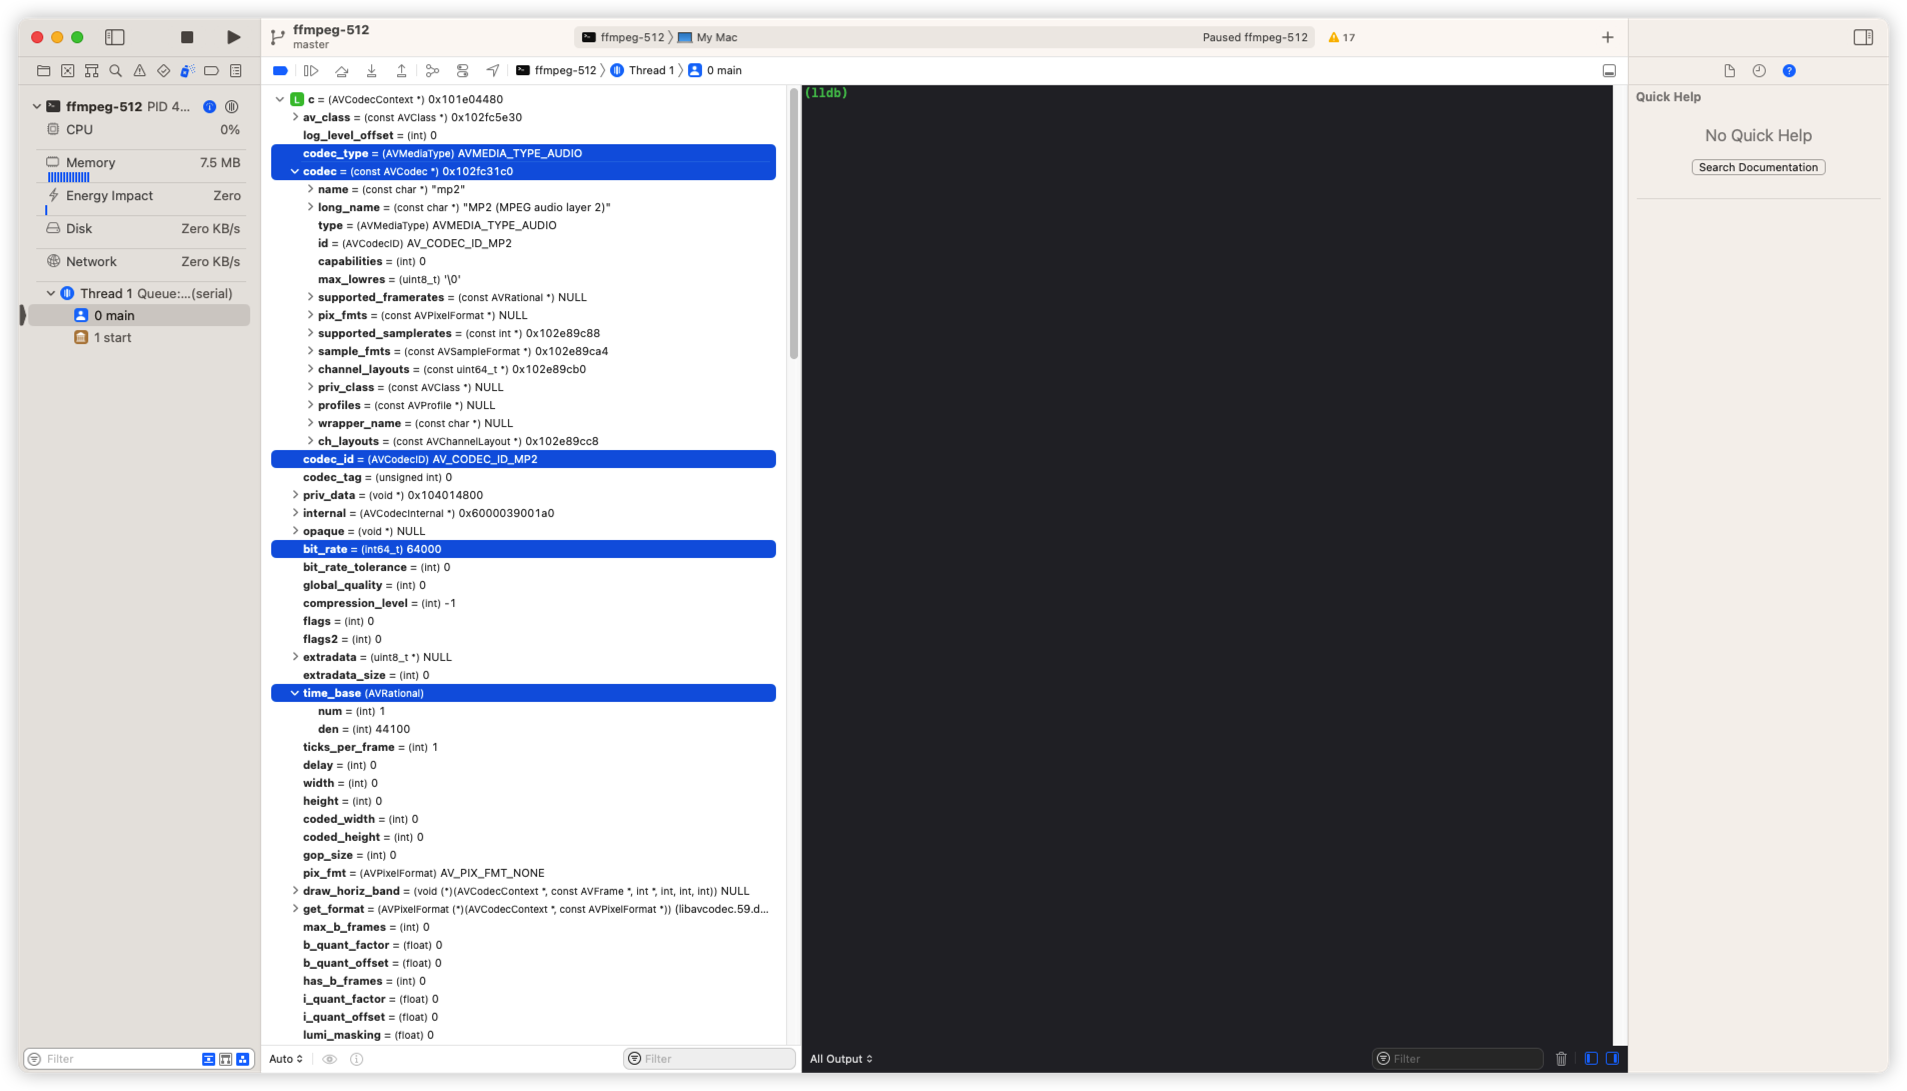 ffmpeg-512
master
ffmpeg-512
My Mac
Paused ffmpeg-512
17
ffmpeg-512
Thread 1
0 main
ffmpeg-512 PID 4...
CPU 0%
Memory 7.5 MB
Energy Impact Zero
Disk Zero KB/s
Network Zero KB/s
Thread 1 Queue:...(serial)
0 main
1 start
Filter
L c = (AVCodecContext *) 0x101e04480
av_class = (const AVClass *) 0x102fc5e30
log_level_offset = (int) 0
codec_type = (AVMediaType) AVMEDIA_TYPE_AUDIO
codec = (const AVCodec *) 0x102fc31c0
name = (const char *) "mp2"
long_name = (const char *) "MP2 (MPEG audio layer 2)"
type = (AVMediaType) AVMEDIA_TYPE_AUDIO
id = (AVCodecID) AV_CODEC_ID_MP2
capabilities = (int) 0
max_lowres = (uint8_t) '\0'
supported_framerates = (const AVRational *) NULL
pix_fmts = (const AVPixelFormat *) NULL
supported_samplerates = (const int *) 0x102e89c88
sample_fmts = (const AVSampleFormat *) 0x102e89ca4
channel_layouts = (const uint64_t *) 0x102e89cb0
priv_class = (const AVClass *) NULL
profiles = (const AVProfile *) NULL
wrapper_name = (const char *) NULL
ch_layouts = (const AVChannelLayout *) 0x102e89cc8
codec_id = (AVCodecID) AV_CODEC_ID_MP2
codec_tag = (unsigned int) 0
priv_data = (void *) 0x104014800
internal = (AVCodecInternal *) 0x6000039001a0
opaque = (void *) NULL
bit_rate = (int64_t) 64000
bit_rate_tolerance = (int) 0
global_quality = (int) 0
compression_level = (int) -1
flags = (int) 0
flags2 = (int) 0
extradata = (uint8_t *) NULL
extradata_size = (int) 0
time_base (AVRational)
num = (int) 1
den = (int) 44100
ticks_per_frame = (int) 1
delay = (int) 0
width = (int) 0
height = (int) 0
coded_width = (int) 0
coded_height = (int) 0
gop_size = (int) 0
pix_fmt = (AVPixelFormat) AV_PIX_FMT_NONE
draw_horiz_band = (void (*)(AVCodecContext *, const AVFrame *, int *, int, int, int)) NULL
get_format = (AVPixelFormat (*)(AVCodecContext *, const AVPixelFormat *)) (libavcodec.59.d...
max_b_frames = (int) 0
b_quant_factor = (float) 0
b_quant_offset = (float) 0
has_b_frames = (int) 0
i_quant_factor = (float) 0
i_quant_offset = (float) 0
lumi_masking = (float) 0
Auto
Filter
(lldb)
All Output
Filter
Quick Help
No Quick Help
Search Documentation